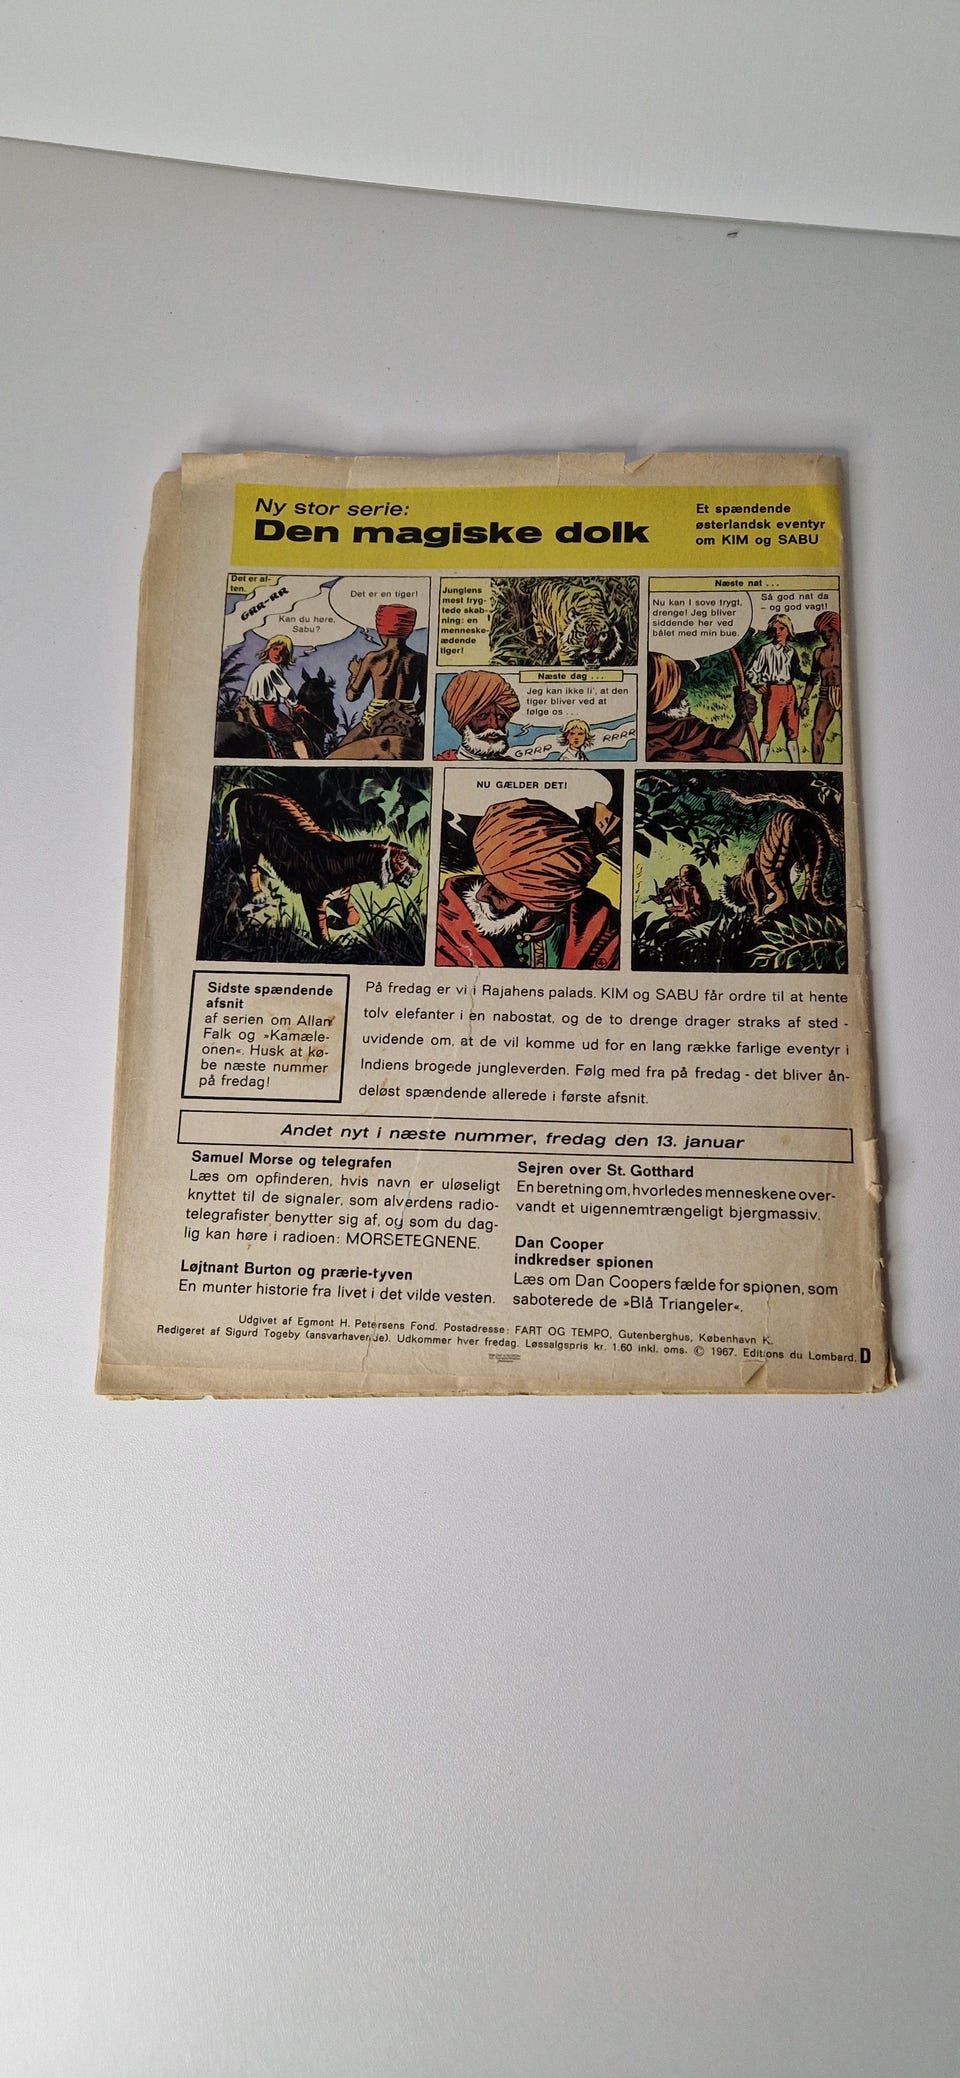 Ny stor serie:
Den magiske dolk
Et spændende
østerlandsk eventyr
om KIM og SABU
Det er af-
ten.
GRR-RR
Kan du høre,
Sabu?
Det er en tiger!
Junglens
mest fryg-
tede skab-
ning: en
menneske-
ædende
tiger!
Næste dag ...
Jeg kan ikke li', at den
tiger bliver ved at
følge os ...
GRRR
RRRR
Næste nat ...
Nu kan I sove trygt,
drenge! Jeg bliver
siddende her ved
bålet med min bue.
Så god nat da
- og god vagt!
NU GÆLDER DET!
Sidste spændende
afsnit
af serien om Allan
Falk og »Kamæle-
onen«. Husk at kø-
be næste nummer
på fredag!
På fredag er vi i Rajahens palads. KIM og SABU får ordre til at hente
tolv elefanter i en nabostat, og de to drenge drager straks af sted -
uvidende om, at de vil komme ud for en lang række farlige eventyr i
Indiens brogede jungleverden. Følg med fra på fredag - det bliver ån-
deløst spændende allerede i første afsnit.
Andet nyt i næste nummer, fredag den 13. januar
Samuel Morse og telegrafen
Læs om opfinderen, hvis navn er uløseligt
knyttet til de signaler, som alverdens radio-
telegrafister benytter sig af, og som du dag-
lig kan høre i radioen: MORSETEGNENE.
Løjtnant Burton og prærie-tyven
En munter historie fra livet i det vilde vesten.
Sejren over St. Gotthard
En beretning om, hvorledes menneskene over-
vandt et uigennemtrængeligt bjergmassiv.
Dan Cooper
indkredser spionen
Læs om Dan Coopers fælde for spionen, som
saboterede de »Blå Triangeler«.
Udgivet af Egmont H. Petersens Fond. Postadresse: FART OG TEMPO, Gutenberghus, København K.
Redigeret af Sigurd Togeby (ansvarhavende). Udkommer hver fredag. Løssalgspris kr. 1.60 inkl. oms. © 1967. Editions du Lombard. D